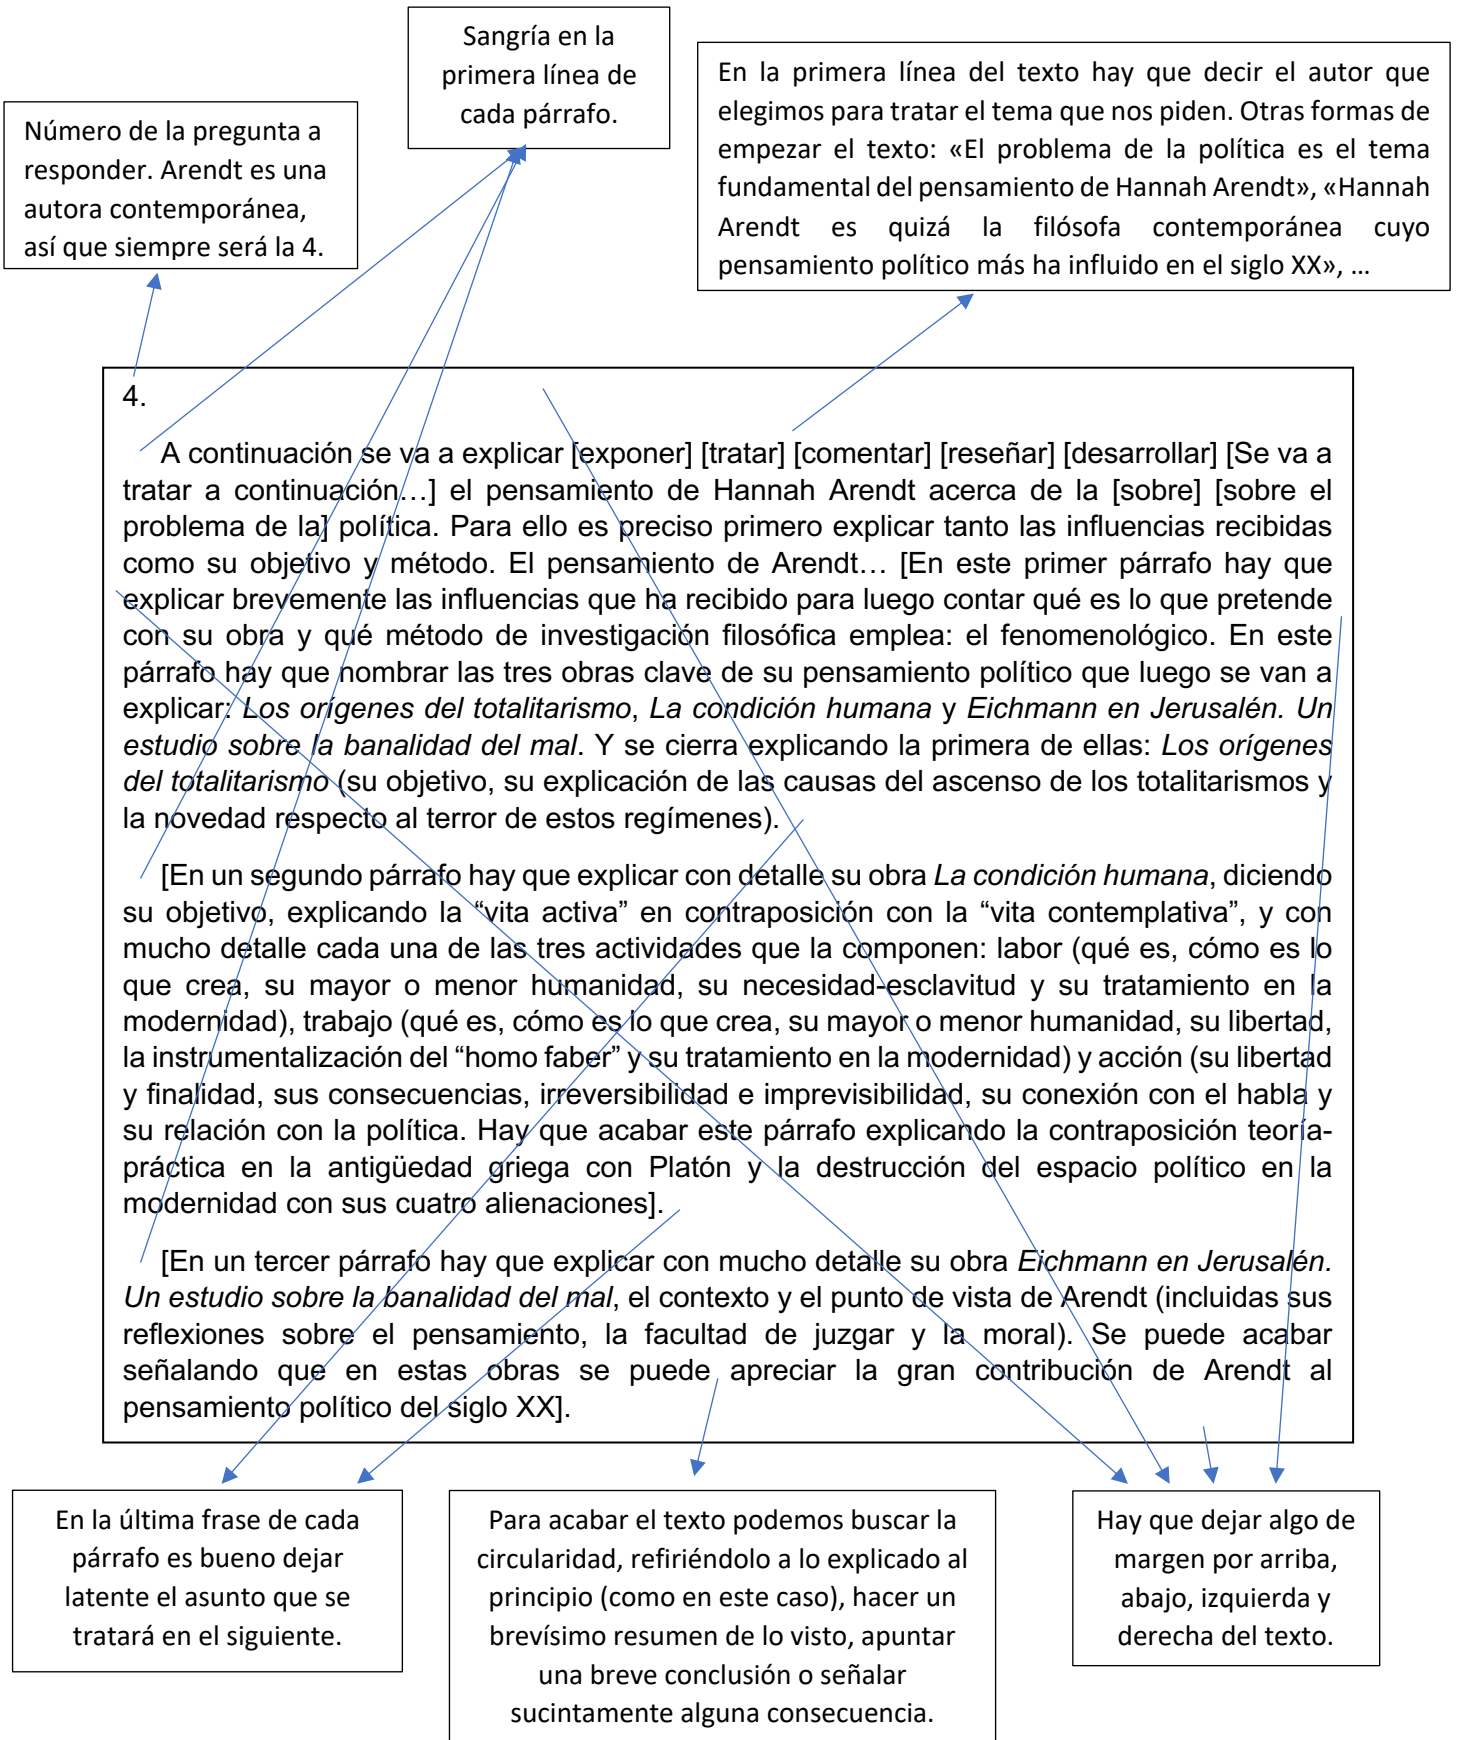 Sangría en la
primera línea de
cada párrafo.
En la primera línea del texto hay que decir el autor que
elegimos para tratar el tema que nos piden. Otras formas de
empezar el texto: «El problema de la política es el tema
fundamental del pensamiento de Hannah Arendt», «Hannah
Arendt es quizá la filósofa contemporánea cuyo
pensamiento político más ha influido en el siglo XX», …
Número de la pregunta a
responder. Arendt es una
autora contemporánea,
así que siempre será la 4.
4.
A continuación se va a explicar [exponer] [tratar] [comentar] [reseñar] [desarrollar] [Se va a
tratar a continuación…] el pensamiento de Hannah Arendt acerca de la [sobre] [sobre el
problema de la] política. Para ello es preciso primero explicar tanto las influencias recibidas
como su objetivo y método. El pensamiento de Arendt… [En este primer párrafo hay que
explicar brevemente las influencias que ha recibido para luego contar qué es lo que pretende
con su obra y qué método de investigación filosófica emplea: el fenomenológico. En este
párrafo hay que nombrar las tres obras clave de su pensamiento político que luego se van a
explicar: Los orígenes del totalitarismo, La condición humana y Eichmann en Jerusalén. Un
estudio sobre la banalidad del mal. Y se cierra explicando la primera de ellas: Los orígenes
del totalitarismo (su objetivo, su explicación de las causas del ascenso de los totalitarismos y
la novedad respecto al terror de estos regímenes).
[En un segundo párrafo hay que explicar con detalle su obra La condición humana, diciendo
su objetivo, explicando la “vita activa” en contraposición con la “vita contemplativa”, y con
mucho detalle cada una de las tres actividades que la componen: labor (qué es, cómo es lo
que crea, su mayor o menor humanidad, su necesidad-esclavitud y su tratamiento en la
modernidad), trabajo (qué es, cómo es lo que crea, su mayor o menor humanidad, su libertad,
la instrumentalización del “homo faber” y su tratamiento en la modernidad) y acción (su libertad
y finalidad, sus consecuencias, irreversibilidad e imprevisibilidad, su conexión con el habla y
su relación con la política. Hay que acabar este párrafo explicando la contraposición teoría-
práctica en la antigüedad griega con Platón y la destrucción del espacio político en la
modernidad con sus cuatro alienaciones].
[En un tercer párrafo hay que explicar con mucho detalle su obra Eichmann en Jerusalén.
Un estudio sobre la banalidad del mal, el contexto y el punto de vista de Arendt (incluidas sus
reflexiones sobre el pensamiento, la facultad de juzgar y la moral). Se puede acabar
señalando que en estas obras se puede apreciar la gran contribución de Arendt al
pensamiento político del siglo XX].
En la última frase de cada
párrafo es bueno dejar
latente el asunto que se
tratará en el siguiente.
Para acabar el texto podemos buscar la
circularidad, refiriéndolo a lo explicado al
principio (como en este caso), hacer un
brevísimo resumen de lo visto, apuntar
una breve conclusión o señalar
sucintamente alguna consecuencia.
Hay que dejar algo de
margen por arriba,
abajo, izquierda y
derecha del texto.